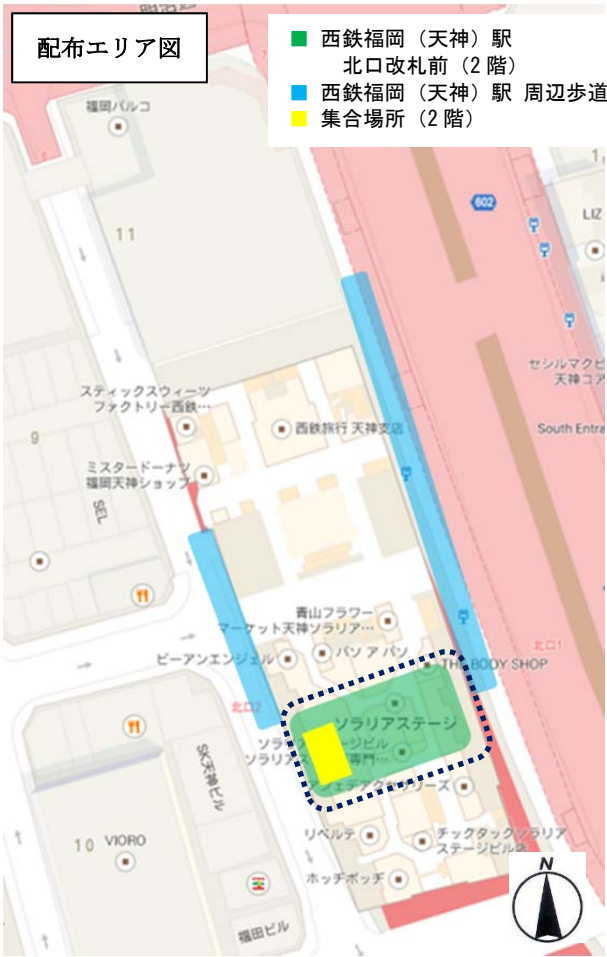 配布エリア図
西鉄福岡（天神）駅
北口改札前（2階）
西鉄福岡（天神）駅 周辺歩道
集合場所（2階）
福岡パルコ
11
602
1
LIZ
セシルマクビ
天神コア
South Entra
スティックスウィーツ
ファクトリー西鉄…
西鉄旅行 天神支店
9
ミスタードーナツ
福岡天神ショップ
SEL
青山フラワー
マーケット天神ソラリア…
ビーアンエンジェル
パソ ア パソ
北口1
THE BODY SHOP
北口2
ソラリアステージ
ージビル
専門…
SK天神ビル
10 VIORO
リベルテ
チックタックソラリア
ステージビル店
ホッチポッチ
福田ビル
N